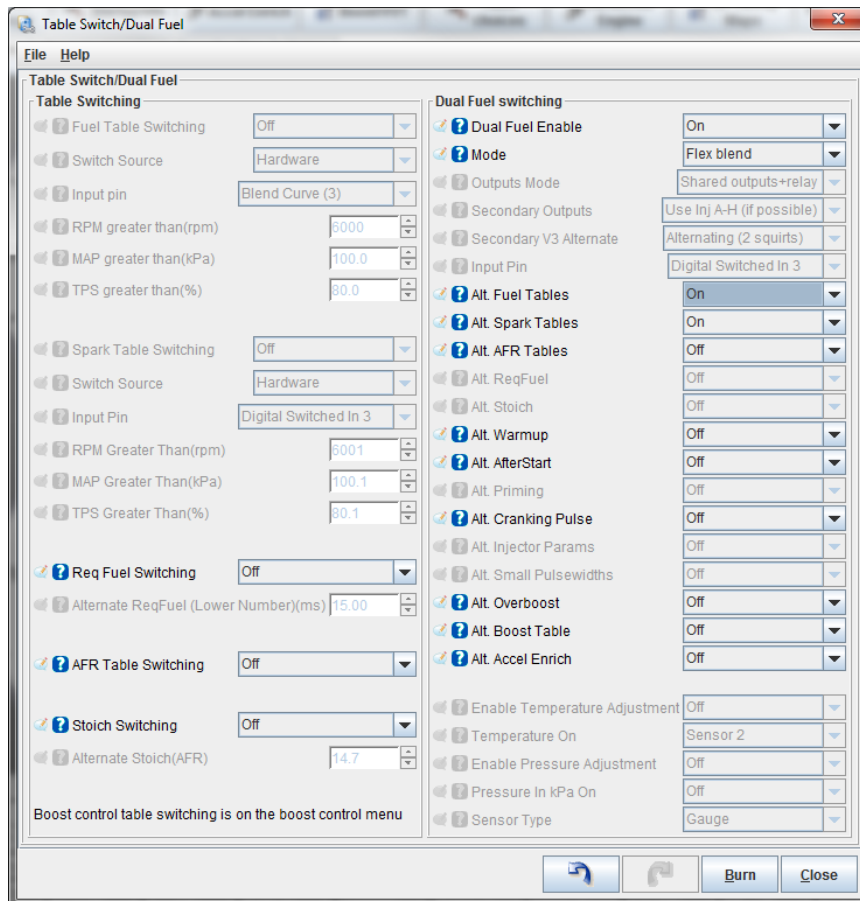 Table Switch/Dual Fuel
File Help
Table Switch/Dual Fuel
Table Switching
Fuel Table Switching Off
Switch Source Hardware
Input pin Blend Curve (3)
RPM greater than(rpm) 6000
MAP greater than(kPa) 100.0
TPS greater than(%) 80.0
Spark Table Switching Off
Switch Source Hardware
Input Pin Digital Switched In 3
RPM Greater Than(rpm) 6001
MAP Greater Than(kPa) 100.1
TPS Greater Than(%) 80.1
Req Fuel Switching Off
Alternate ReqFuel (Lower Number)(ms) 15.00
AFR Table Switching Off
Stoich Switching Off
Alternate Stoich(AFR) 14.7
Boost control table switching is on the boost control menu
Dual Fuel switching
Dual Fuel Enable On
Mode Flex blend
Outputs Mode Shared outputs+relay
Secondary Outputs Use Inj A-H (if possible)
Secondary V3 Alternate Alternating (2 squirts)
Input Pin Digital Switched In 3
Alt. Fuel Tables On
Alt. Spark Tables On
Alt. AFR Tables Off
Alt. ReqFuel Off
Alt. Stoich Off
Alt. Warmup Off
Alt. AfterStart Off
Alt. Priming Off
Alt. Cranking Pulse Off
Alt. Injector Params Off
Alt. Small Pulsewidths Off
Alt. Overboost Off
Alt. Boost Table Off
Alt. Accel Enrich Off
Enable Temperature Adjustment Off
Temperature On Sensor 2
Enable Pressure Adjustment Off
Pressure In kPa On Off
Sensor Type Gauge
Burn Close